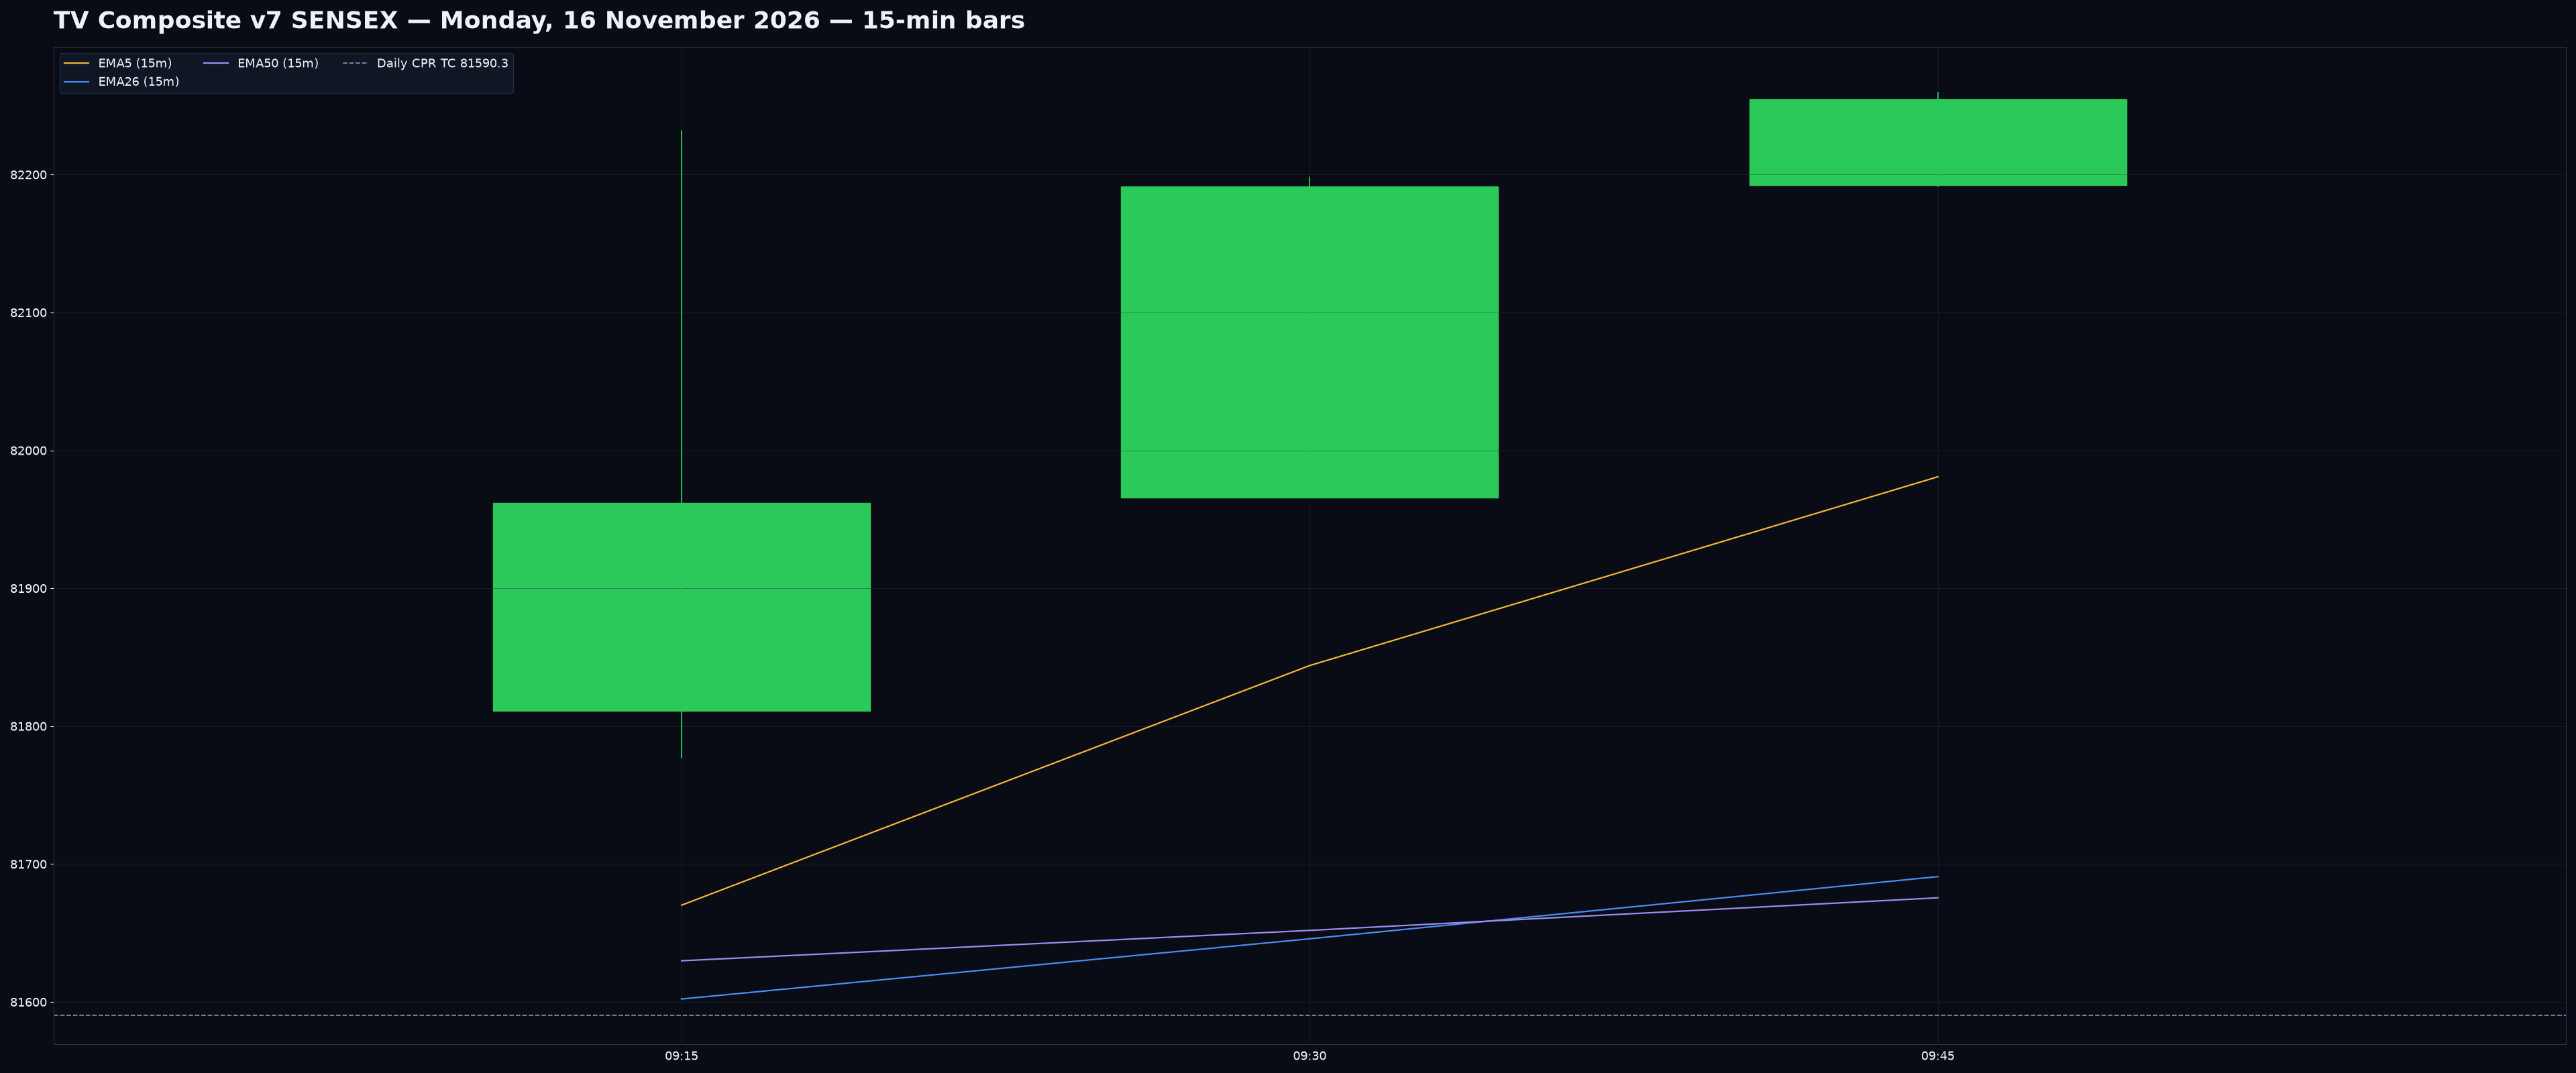 TV Composite v7 SENSEX — Monday, 16 November 2026 — 15-min bars
EMA5 (15m) EMA50 (15m) Daily CPR TC 81590.3
EMA26 (15m)
82200
82100
82000
81900
81800
81700
81600
09:15 09:30 09:45